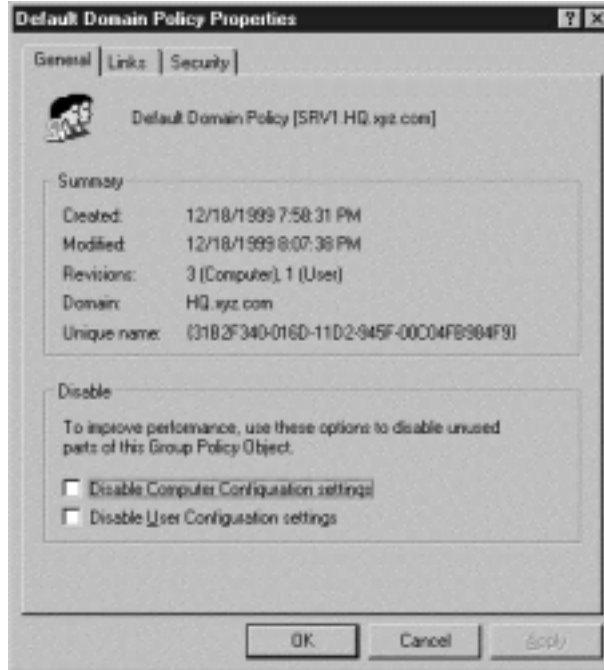 Default Domain Policy Properties
? ×
General Links Security
Default Domain Policy [SRV1.HQ.xyz.com]
Summary
Created: 12/18/1999 7:58:31 PM
Modified: 12/18/1999 8:07:38 PM
Revisions: 3 (Computer), 1 (User)
Domain: HQ.xyz.com
Unique name: {31B2F340-016D-11D2-945F-00C04FB984F9}
Disable
To improve performance, use these options to disable unused
parts of this Group Policy Object.
Disable Computer Configuration settings
Disable User Configuration settings
OK Cancel Apply